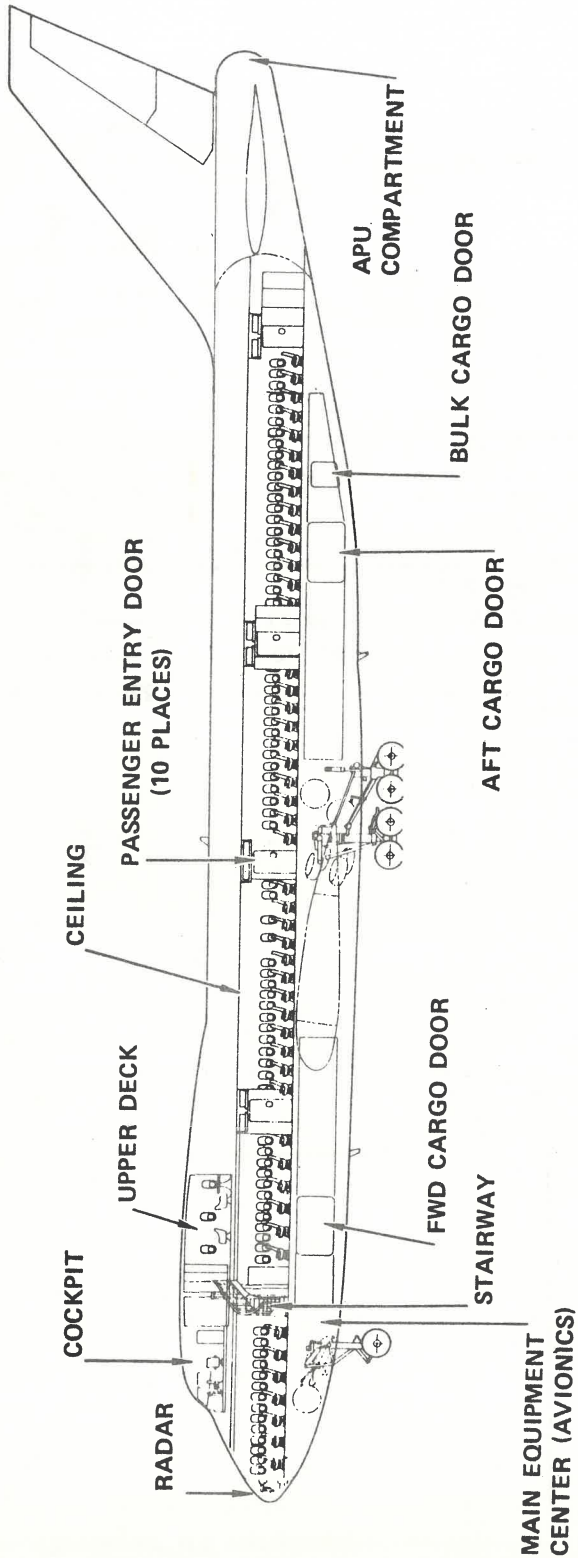 RADAR
COCKPIT
UPPER DECK
CEILING
PASSENGER ENTRY DOOR
(10 PLACES)
MAIN EQUIPMENT
CENTER (AVIONICS)
STAIRWAY
FWD CARGO DOOR
AFT CARGO DOOR
BULK CARGO DOOR
APU
COMPARTMENT